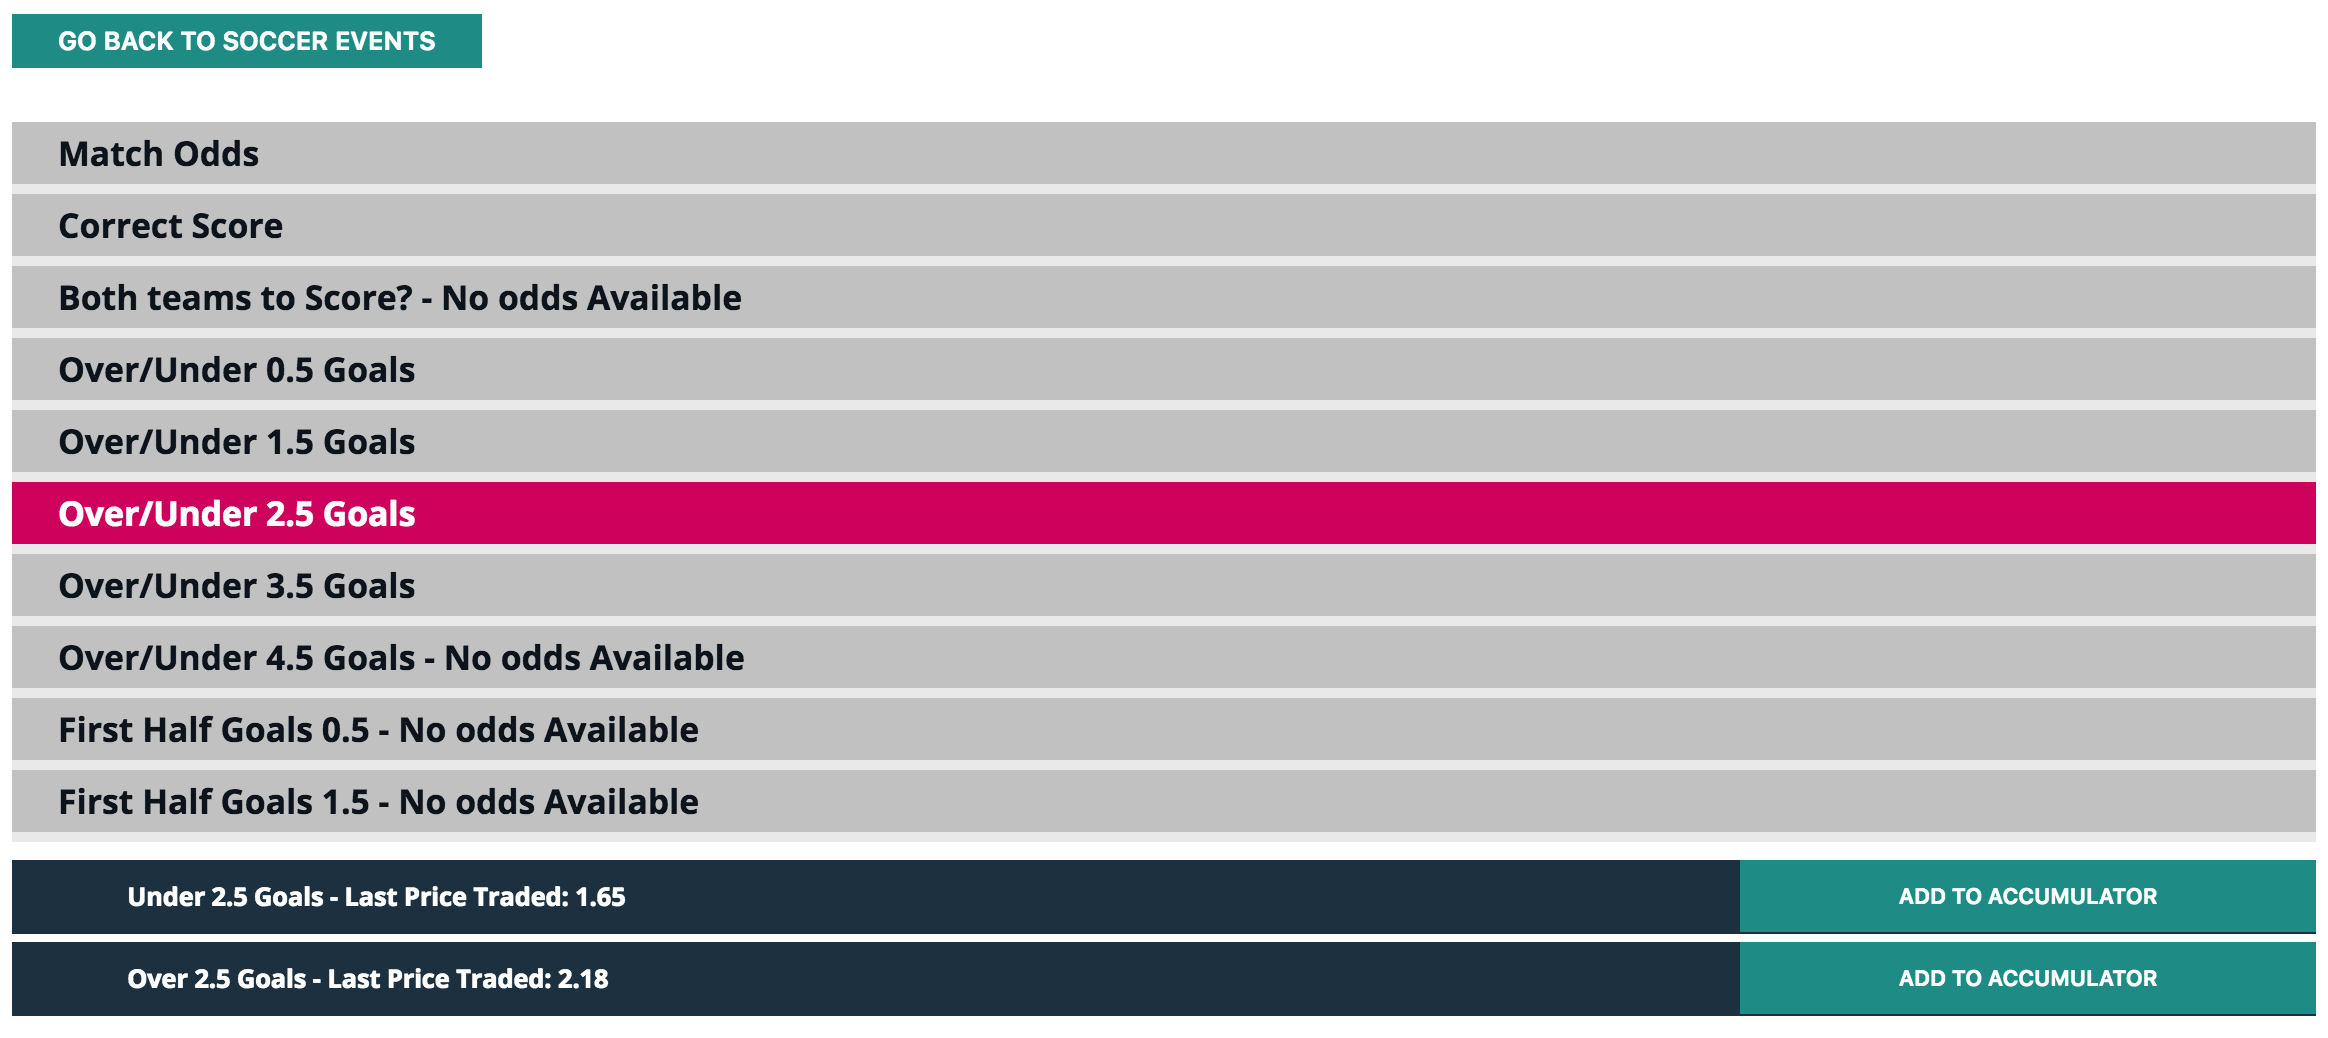 GO BACK TO SOCCER EVENTS
Match Odds
Correct Score
Both teams to Score? - No odds Available
Over/Under 0.5 Goals
Over/Under 1.5 Goals
Over/Under 2.5 Goals
Over/Under 3.5 Goals
Over/Under 4.5 Goals - No odds Available
First Half Goals 0.5 - No odds Available
First Half Goals 1.5 - No odds Available
Under 2.5 Goals - Last Price Traded: 1.65 ADD TO ACCUMULATOR
Over 2.5 Goals - Last Price Traded: 2.18 ADD TO ACCUMULATOR